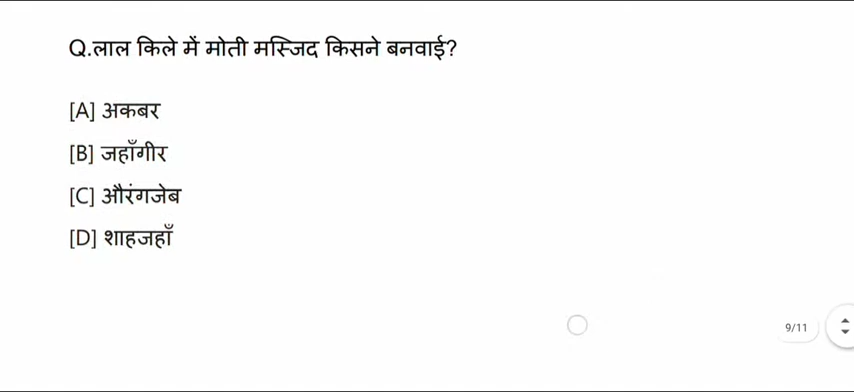 Q.लाल किले में मोती मस्जिद किसने बनवाई?
[A] अकबर
[B] जहाँगीर
[C] औरंगजेब
[D] शाहजहाँ
9/11